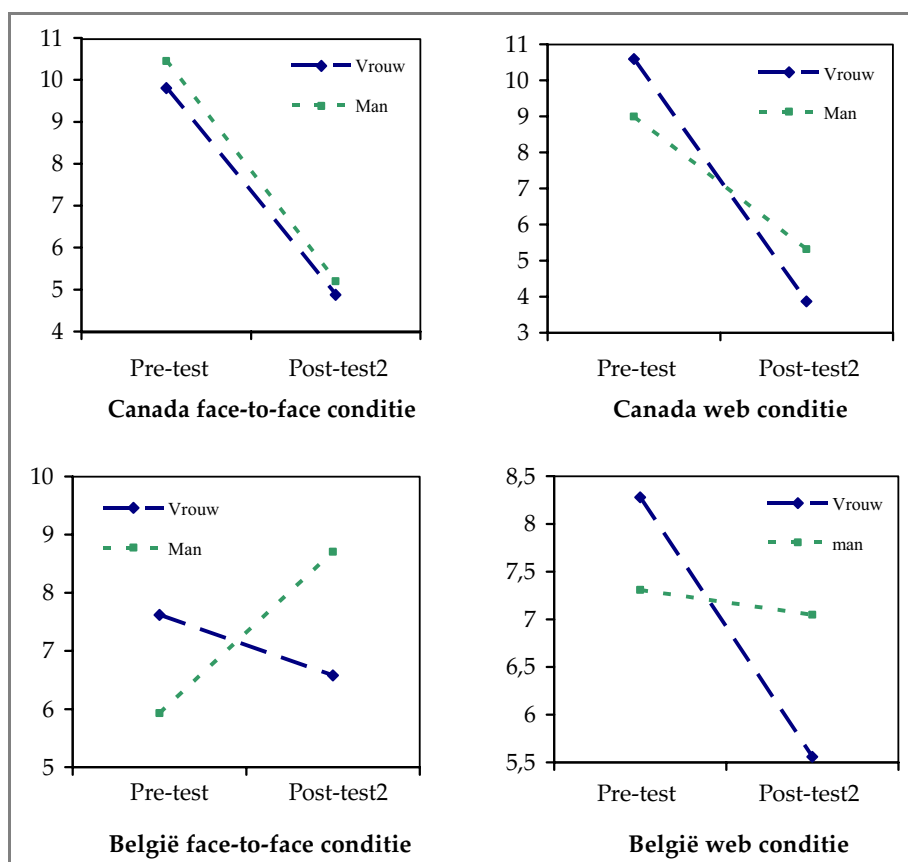 11
10
9
8
7
6
5
4
Vrouw
Man
Pre-test Post-test2
Canada face-to-face conditie
11
10
9
8
7
6
5
4
3
Vrouw
Man
Pre-test Post-test2
Canada web conditie
10
9
8
7
6
5
Vrouw
Man
Pre-test Post-test2
België face-to-face conditie
8,5
8
7,5
7
6,5
6
5,5
Vrouw
man
Pre-test Post-test2
België web conditie